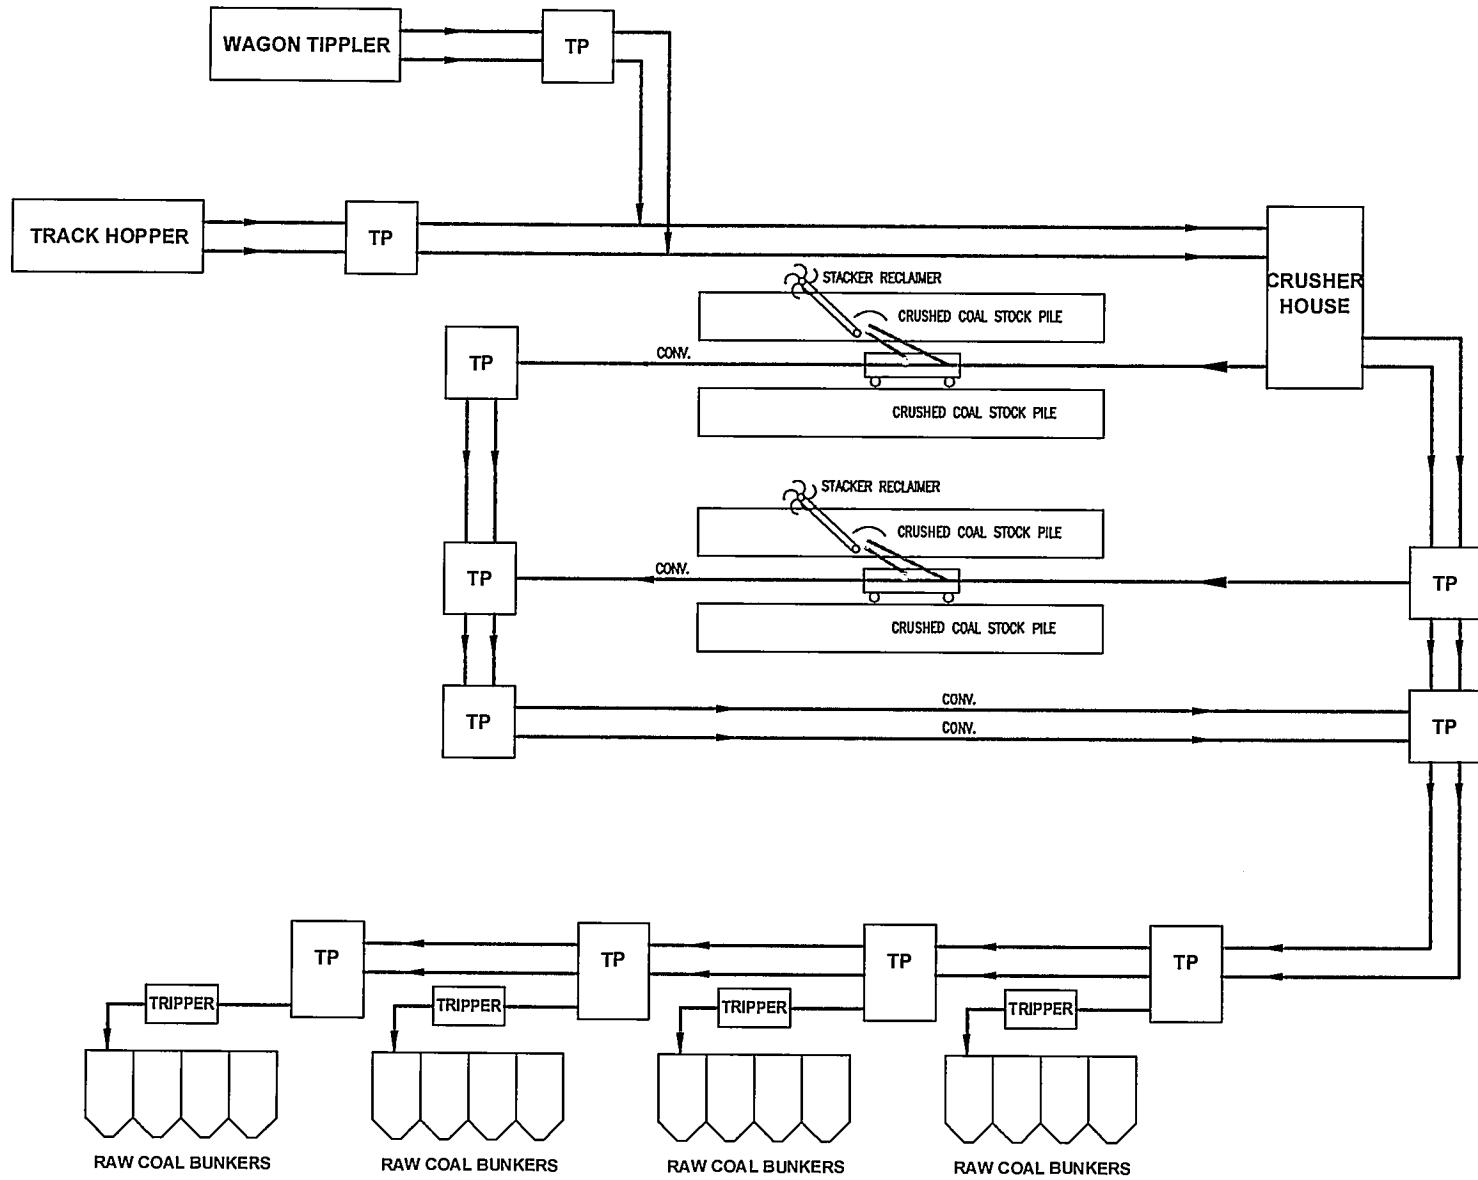 WAGON TIPPLER
TP
TRACK HOPPER
TP
CRUSHER
HOUSE
STACKER RECLAIMER
CRUSHED COAL STOCK PILE
CONV.
TP
CRUSHED COAL STOCK PILE
STACKER RECLAIMER
CRUSHED COAL STOCK PILE
CONV.
TP
TP
CRUSHED COAL STOCK PILE
CONV.
TP
TP
CONV.
TP
TP
TP
TP
TRIPPER
TRIPPER
TRIPPER
TRIPPER
RAW COAL BUNKERS
RAW COAL BUNKERS
RAW COAL BUNKERS
RAW COAL BUNKERS